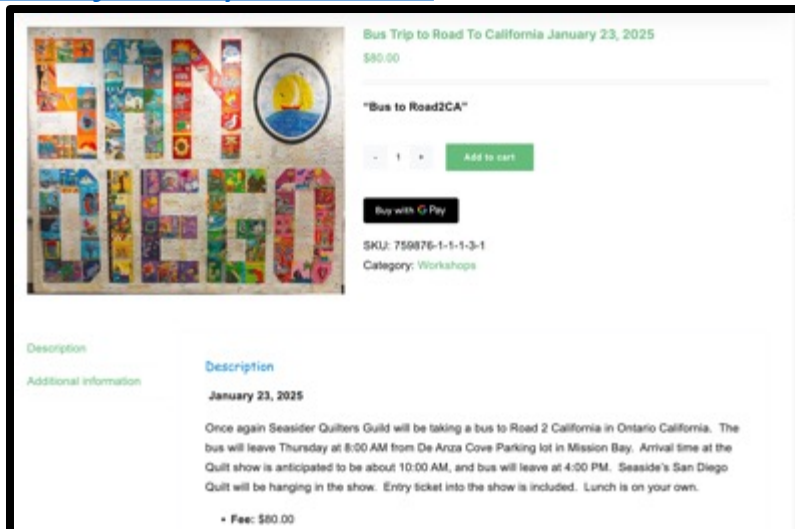 SAN
DIEGO
Bus Trip to Road To California January 23, 2025
$80.00
"Bus to Road2CA"
- 1 +
Add to cart
Buy with G Pay
SKU: 759876-1-1-1-3-1
Category: Workshops
Description
Additional information
Description
January 23, 2025
Once again Seasider Quilters Guild will be taking a bus to Road 2 California in Ontario California. The
bus will leave Thursday at 8:00 AM from De Anza Cove Parking lot in Mission Bay. Arrival time at the
Quilt show is anticipated to be about 10:00 AM, and bus will leave at 4:00 PM. Seaside's San Diego
Quilt will be hanging in the show. Entry ticket into the show is included. Lunch is on your own.
• Fee: $80.00